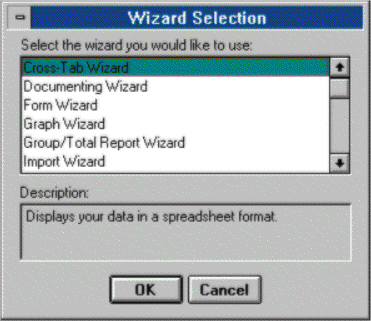 Wizard Selection
Select the wizard you would like to use:
Cross-Tab Wizard
Documenting Wizard
Form Wizard
Graph Wizard
Group/Total Report Wizard
Import Wizard
Description:
Displays your data in a spreadsheet format.
OK
Cancel